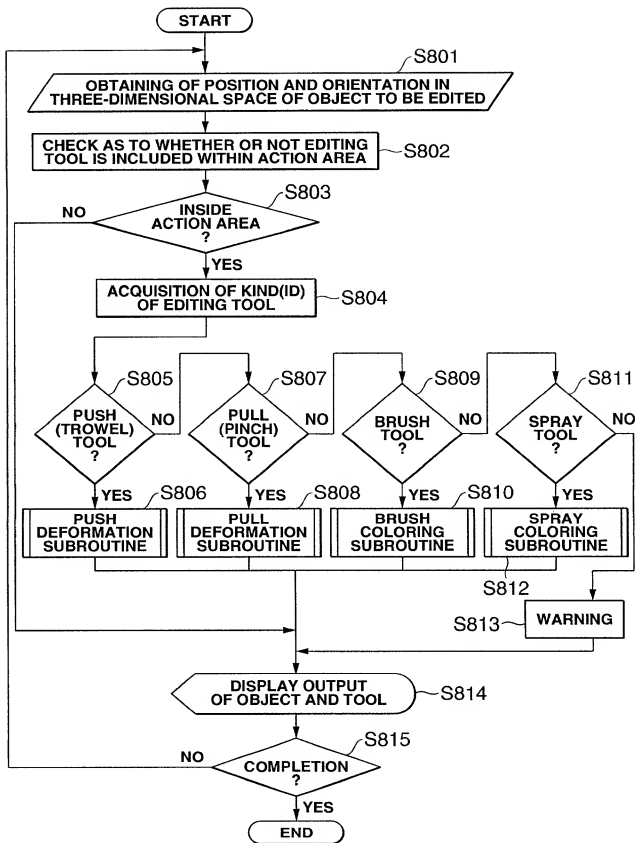 START
S801
OBTAINING OF POSITION AND ORIENTATION IN
THREE-DIMENSIONAL SPACE OF OBJECT TO BE EDITED
CHECK AS TO WHETHER OR NOT EDITING
TOOL IS INCLUDED WITHIN ACTION AREA
S802
S803
NO
INSIDE
ACTION AREA
?
YES
ACQUISITION OF KIND(ID)
OF EDITING TOOL
S804
S805
PUSH
(TROWEL)
TOOL
?
NO
YES
S807
PULL
(PINCH)
TOOL
?
NO
YES
S809
BRUSH
TOOL
?
NO
YES
S811
SPRAY
TOOL
?
NO
YES
S806
PUSH
DEFORMATION
SUBROUTINE
S808
PULL
DEFORMATION
SUBROUTINE
S810
BRUSH
COLORING
SUBROUTINE
SPRAY
COLORING
SUBROUTINE
S812
S813
WARNING
DISPLAY OUTPUT
OF OBJECT AND TOOL
S814
S815
NO
COMPLETION
?
YES
END